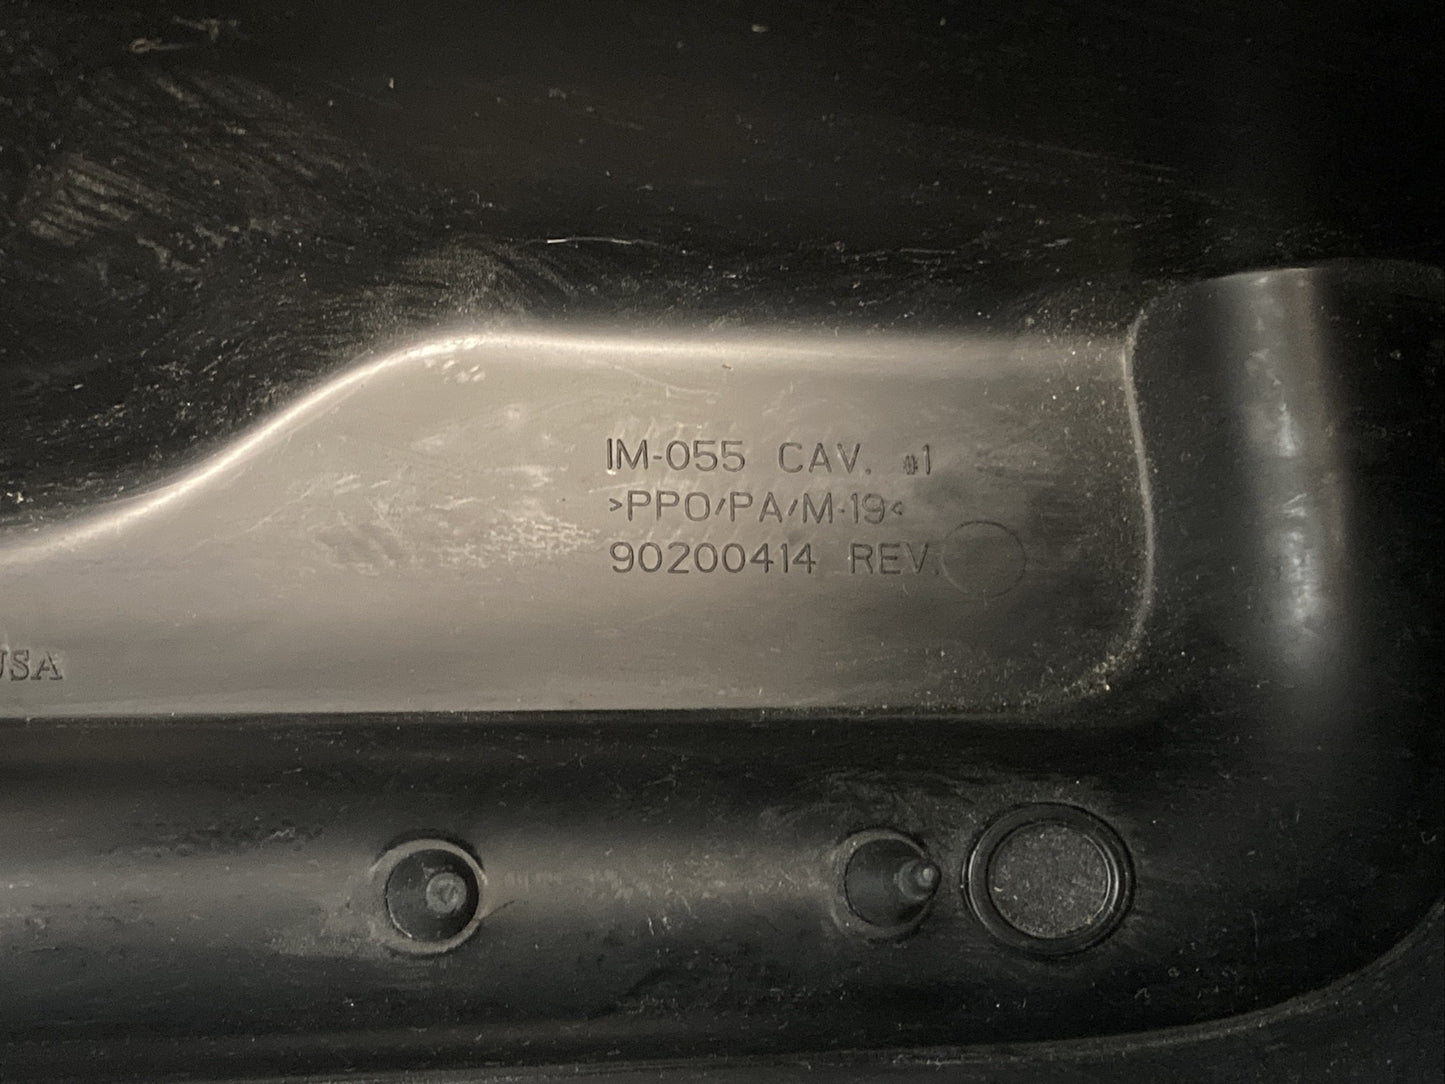 IM-055 CAV. #1
>PPO/PA/M-19<
90200414 REV.
USA